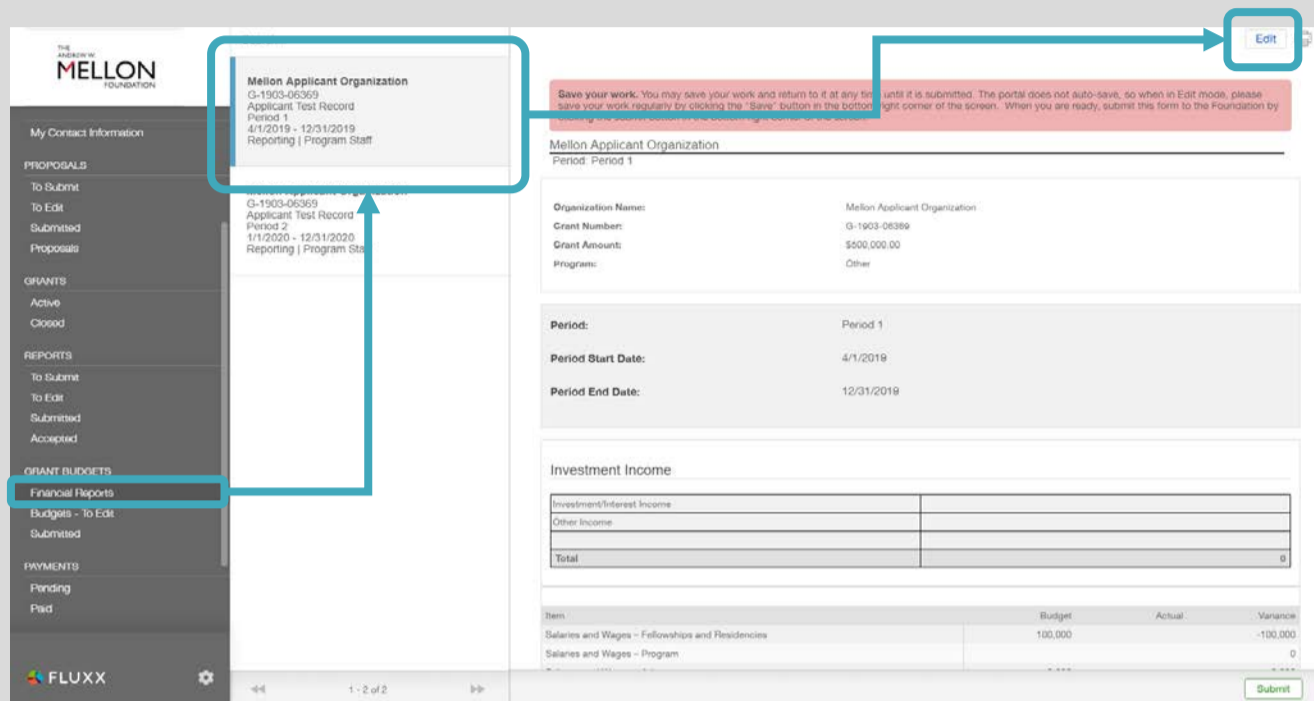 THE
ANDREW W
MELLON
FOUNDATION
My Contact Information
PROPOSALS
To Submit
To Edit
Submitted
Proposals
GRANTS
Active
Closed
REPORTS
To Submit
To Edit
Submitted
Accepted
GRANT BUDGETS
Financial Reports
Budgets - To Edit
Submitted
PAYMENTS
Pending
Paid
FLUXX
Mellon Applicant Organization
G-1903-06369
Applicant Test Record
Period 1
4/1/2019 - 12/31/2019
Reporting | Program Staff
Mellon Applicant Organization
G-1903-06369
Applicant Test Record
Period 2
1/1/2020 - 12/31/2020
Reporting | Program Sta
1 - 2 of 2
Edit
Save your work. You may save your work and return to it at any time until it is submitted. The portal does not auto-save, so when in Edit mode, please
save your work regularly by clicking the "Save" button in the bottom right corner of the screen. When you are ready, submit this form to the Foundation by
Mellon Applicant Organization
Period: Period 1
Organization Name: Mellon Applicant Organization
Grant Number: G-1903-06369
Grant Amount: $600,000.00
Program: Other
Period: Period 1
Period Start Date: 4/1/2019
Period End Date: 12/31/2019
Investment Income
Investment/Interest Income
Other Income
Total 0
Item Budget Actual Variance
Salaries and Wages – Fellowships and Residencies 100,000 -100,000
Salaries and Wages – Program 0
Submit